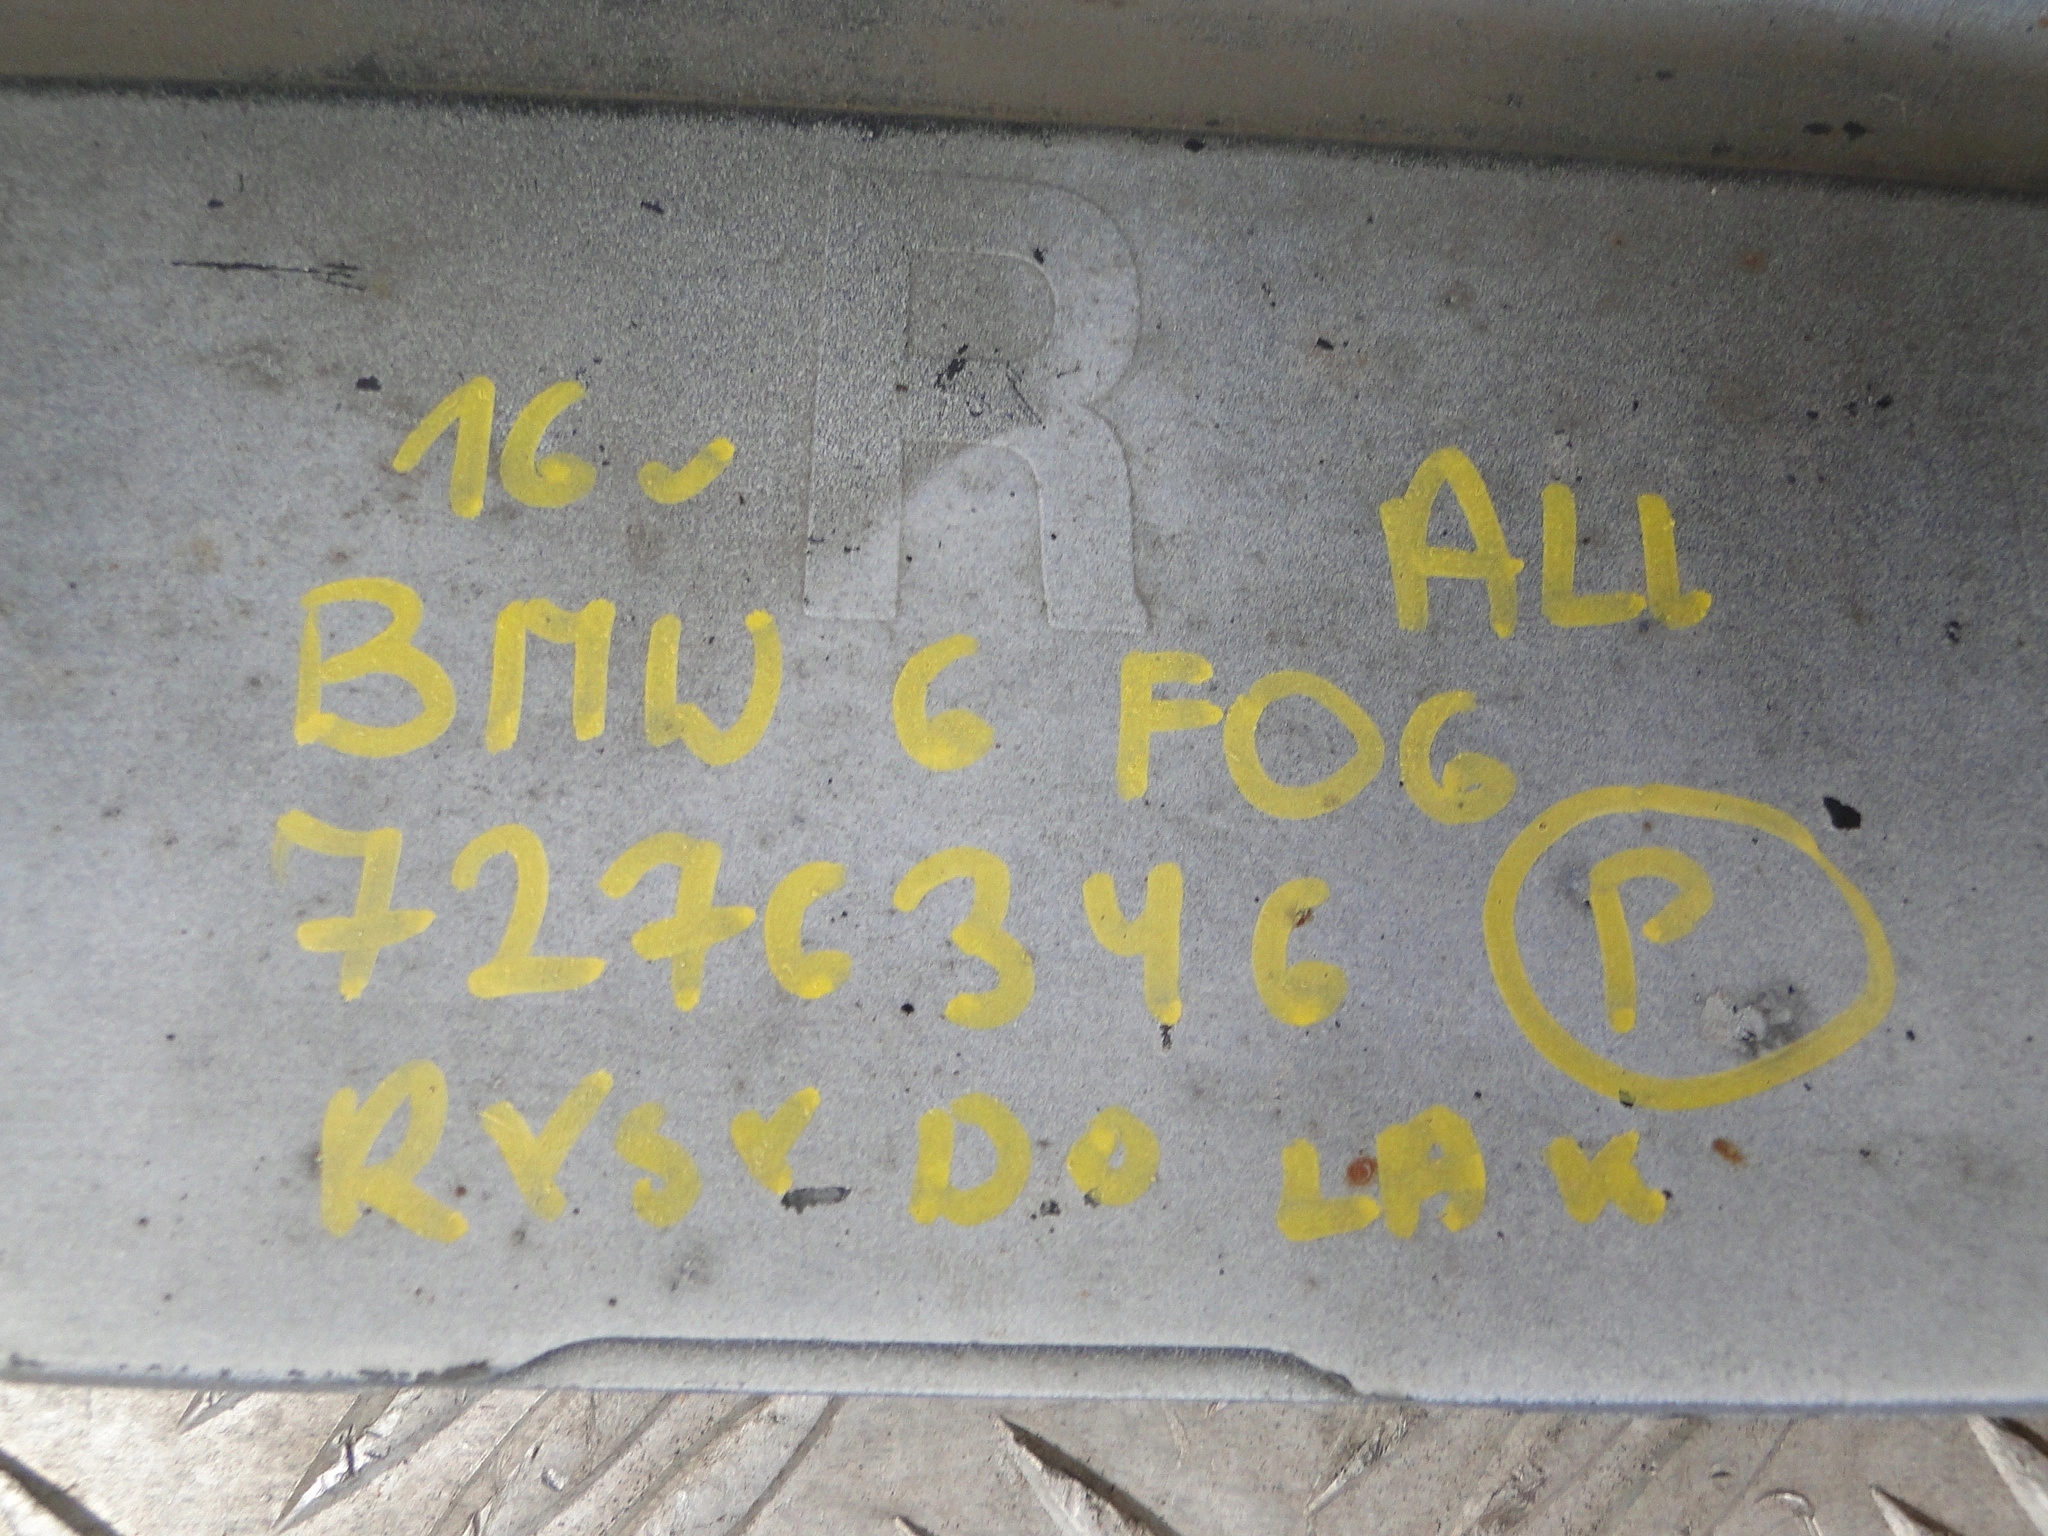 R
16 ✓
ALL
BMW 6 F06
7276346 P
RYSY DO LAK